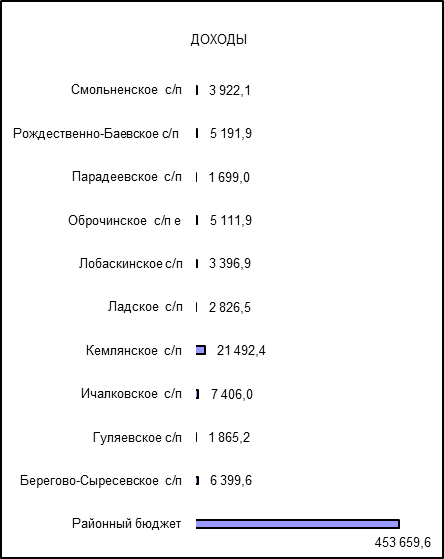 ДОХОДЫ
Смольненское с/п 3 922,1
Рождественно-Баевское с/п 5 191,9
Парадеевское с/п 1 699,0
Оброчинское с/п е 5 111,9
Лобаскинское с/п 3 396,9
Ладское с/п 2 826,5
Кемлянское с/п 21 492,4
Ичалковское с/п 7 406,0
Гуляевское с/п 1 865,2
Берегово-Сыресевское с/п 6 399,6
Районный бюджет
453 659,6